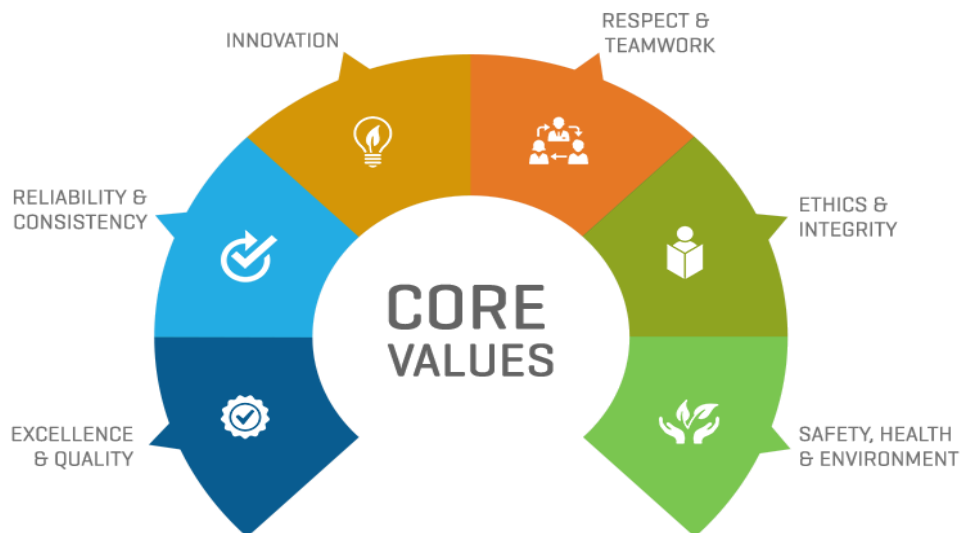 INNOVATION
RESPECT &
TEAMWORK
RELIABILITY &
CONSISTENCY
ETHICS &
INTEGRITY
CORE
VALUES
EXCELLENCE
& QUALITY
SAFETY, HEALTH
& ENVIRONMENT